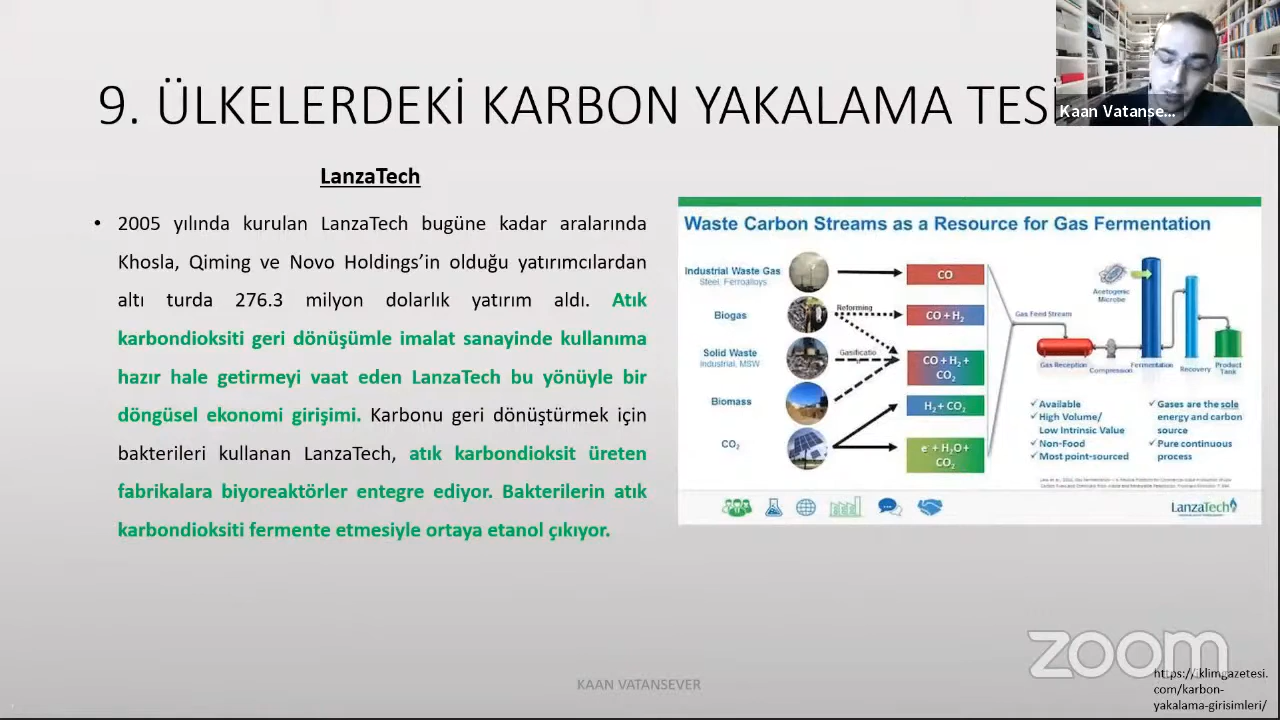 9. ÜLKELERDEKİ KARBON YAKALAMA TESİ
Kaan Vatanse...
LanzaTech
• 2005 yılında kurulan LanzaTech bugüne kadar aralarında
Khosla, Qiming ve Novo Holdings'in olduğu yatırımcılardan
altı turda 276.3 milyon dolarlık yatırım aldı. Atık
karbondioksiti geri dönüşümle imalat sanayinde kullanıma
hazır hale getirmeyi vaat eden LanzaTech bu yönüyle bir
döngüsel ekonomi girişimi. Karbonu geri dönüştürmek için
bakterileri kullanan LanzaTech, atık karbondioksit üreten
fabrikalara biyoreaktörler entegre ediyor. Bakterilerin atık
karbondioksiti fermente etmesiyle ortaya etanol çıkıyor.
Waste Carbon Streams as a Resource for Gas Fermentation
Industrial Waste Gas
Steel, Ferroalloys
CO
Biogas
Reforming
CO + H₂
Solid Waste
Industrial, MSW
Gasificatio
CO + H₂ +
CO₂
Biomass
H₂ + CO₂
CO₂
e⁻ + H₂O +
CO₂
Gas Feed Stream
Acetogenic
Microbe
Gas Reception
Compression
Fermentation
Recovery
Product
Tank
✓ Available
✓ High Volume/
Low Intrinsic Value
✓ Non-Food
✓ Most point-sourced
✓ Gases are the sole
energy and carbon
source
✓ Pure continuous
process
LanzaTech
zoom
KAAN VATANSEVER
https://iklimgazetesi.
com/karbon-
yakalama-girisimleri/